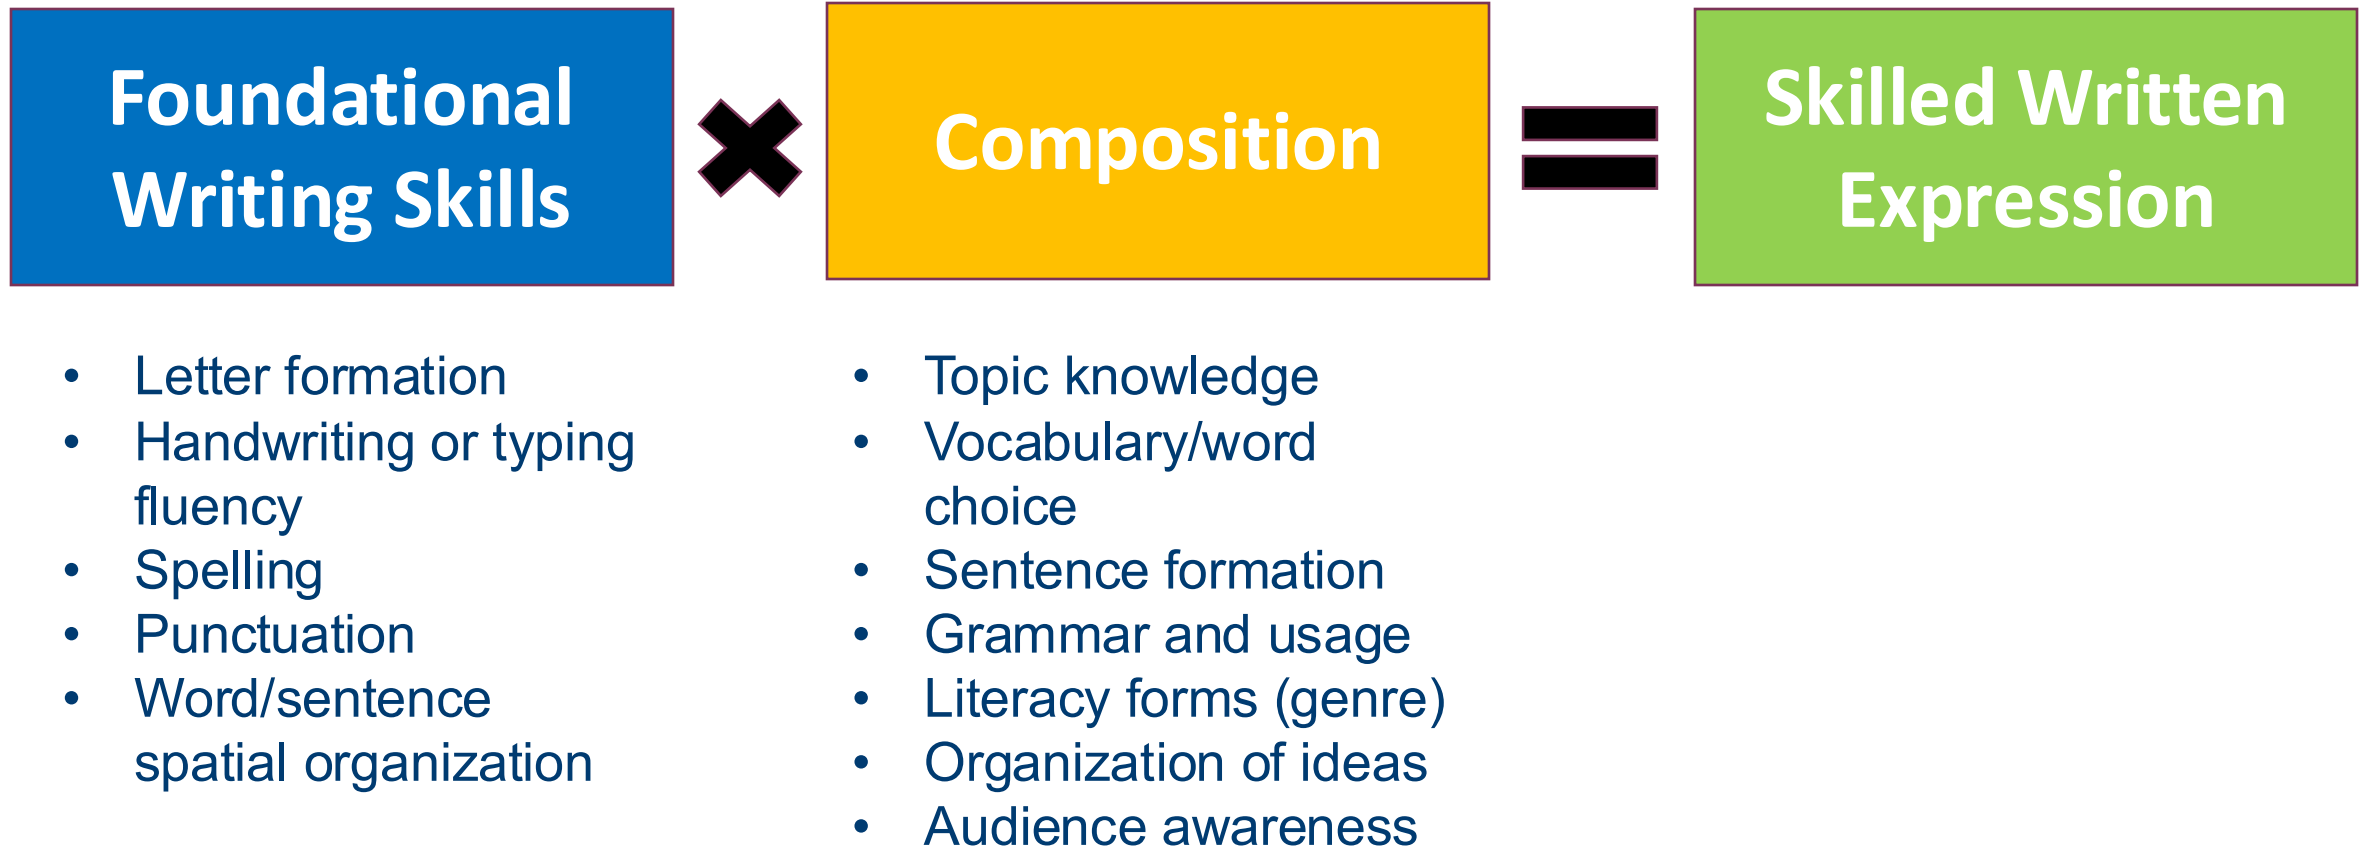 Foundational
Writing Skills
Composition
Skilled Written
Expression
• Letter formation
• Handwriting or typing
fluency
• Spelling
• Punctuation
• Word/sentence
spatial organization
• Topic knowledge
• Vocabulary/word
choice
• Sentence formation
• Grammar and usage
• Literacy forms (genre)
• Organization of ideas
• Audience awareness